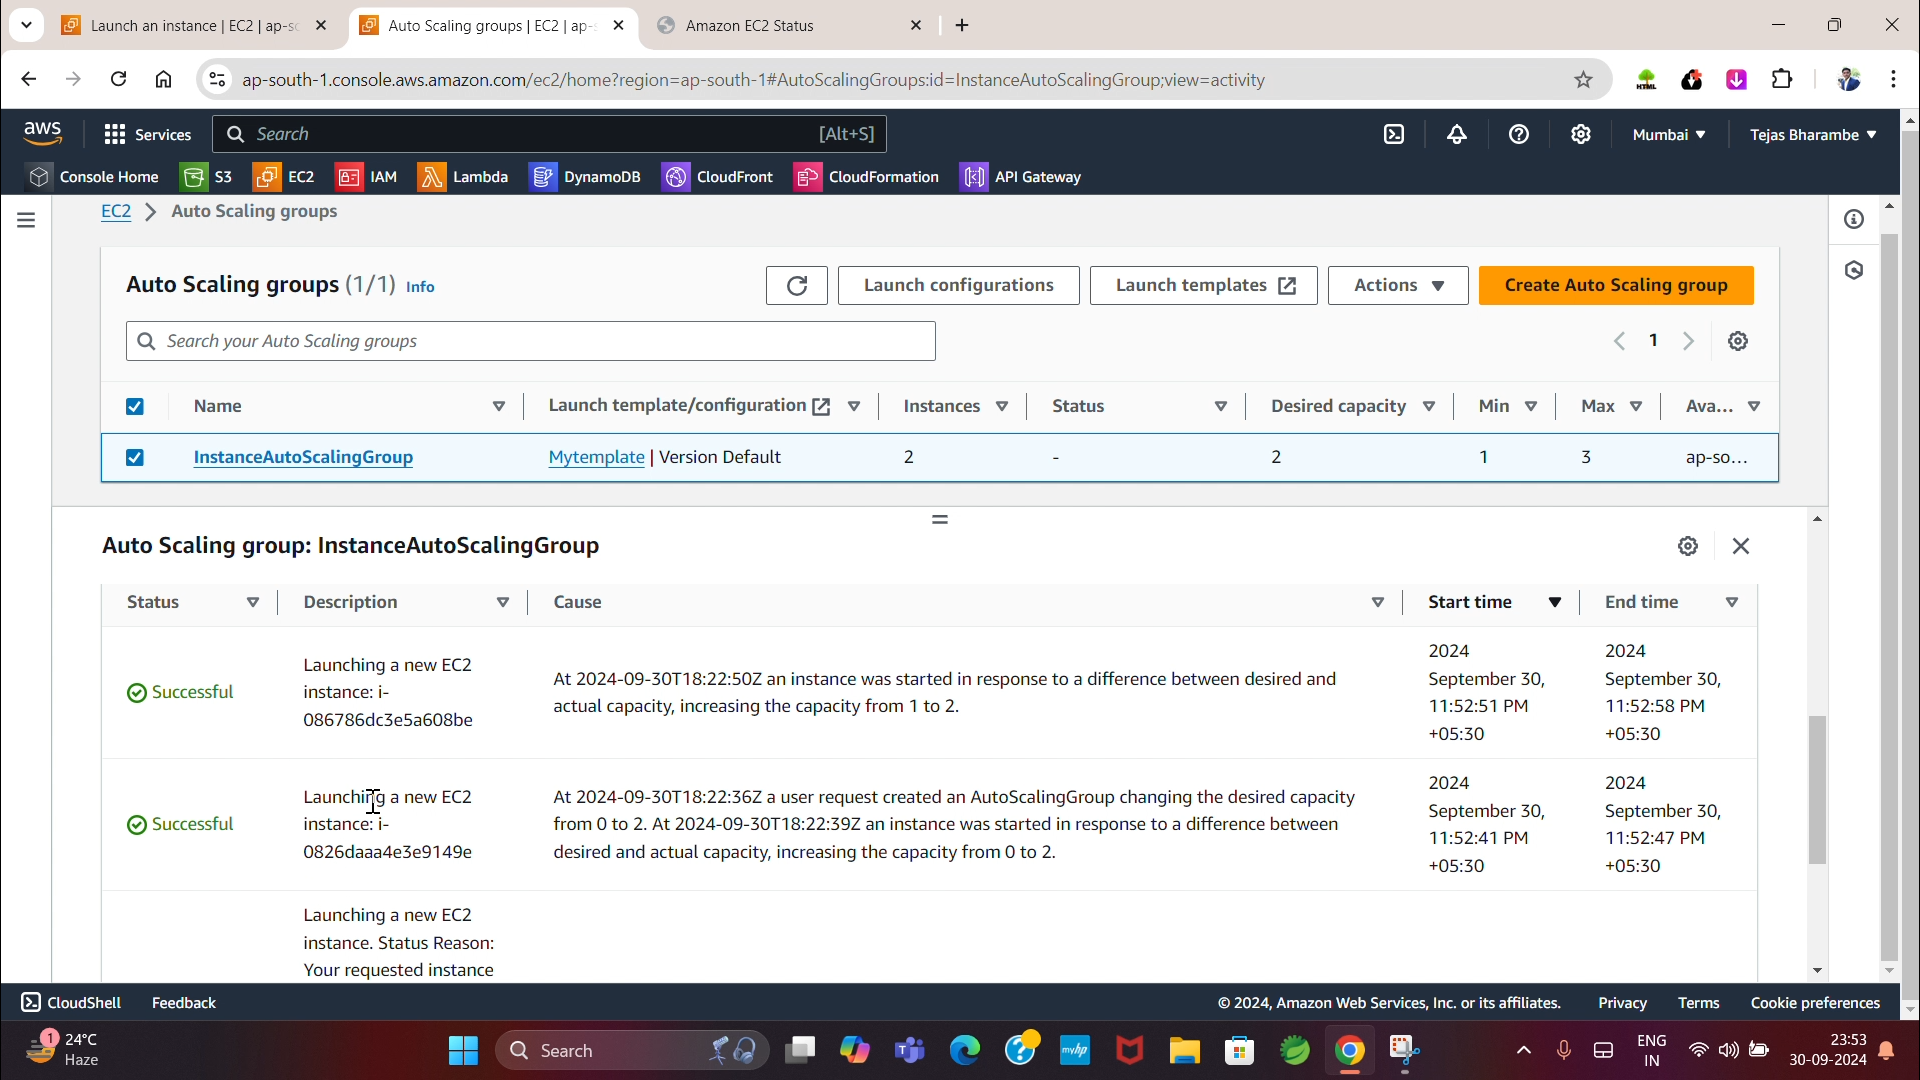 Launch an instance | EC2 | ap-sc
Auto Scaling groups | EC2 | ap-s
Amazon EC2 Status
ap-south-1.console.aws.amazon.com/ec2/home?region=ap-south-1#AutoScalingGroups:id=InstanceAutoScalingGroup;view=activity
HTML
aws
Services
Search
[Alt+S]
Mumbai
Tejas Bharambe
Console Home
S3
EC2
IAM
Lambda
DynamoDB
CloudFront
CloudFormation
API Gateway
EC2
Auto Scaling groups
Auto Scaling groups (1/1) Info
Launch configurations
Launch templates
Actions
Create Auto Scaling group
Search your Auto Scaling groups
1
Name
Launch template/configuration
Instances
Status
Desired capacity
Min
Max
Ava...
InstanceAutoScalingGroup
Mytemplate | Version Default
2
-
2
1
3
ap-so...
Auto Scaling group: InstanceAutoScalingGroup
Status
Description
Cause
Start time
End time
Successful
Launching a new EC2
instance: i-
086786dc3e5a608be
At 2024-09-30T18:22:50Z an instance was started in response to a difference between desired and
actual capacity, increasing the capacity from 1 to 2.
2024
September 30,
11:52:51 PM
+05:30
2024
September 30,
11:52:58 PM
+05:30
Successful
Launching a new EC2
instance: i-
0826daaa4e3e9149e
At 2024-09-30T18:22:36Z a user request created an AutoScalingGroup changing the desired capacity
from 0 to 2. At 2024-09-30T18:22:39Z an instance was started in response to a difference between
desired and actual capacity, increasing the capacity from 0 to 2.
2024
September 30,
11:52:41 PM
+05:30
2024
September 30,
11:52:47 PM
+05:30
Launching a new EC2
instance. Status Reason:
Your requested instance
CloudShell
Feedback
© 2024, Amazon Web Services, Inc. or its affiliates.
Privacy
Terms
Cookie preferences
1
24°C
Haze
Search
myhp
ENG
IN
23:53
30-09-2024